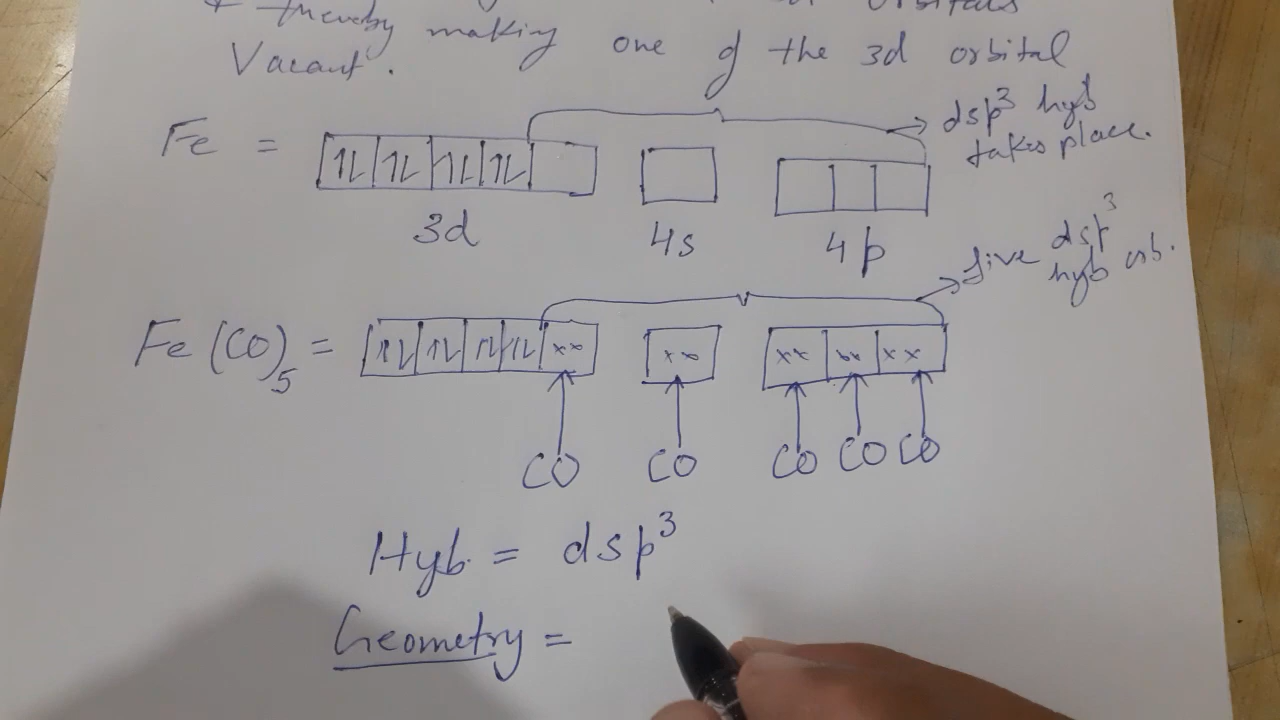 thereby making one of the 3d orbital
Vacant.
Fe = 1L 1L 1L 1L
dsp³ hyb
takes place.
3d 4s 4p
five dsp³
hyb orb.
Fe(CO)₅ = 1L 1L 1L 1L xx xx xx xx xx
CO CO CO CO CO
Hyb. = dsp³
Geometry =